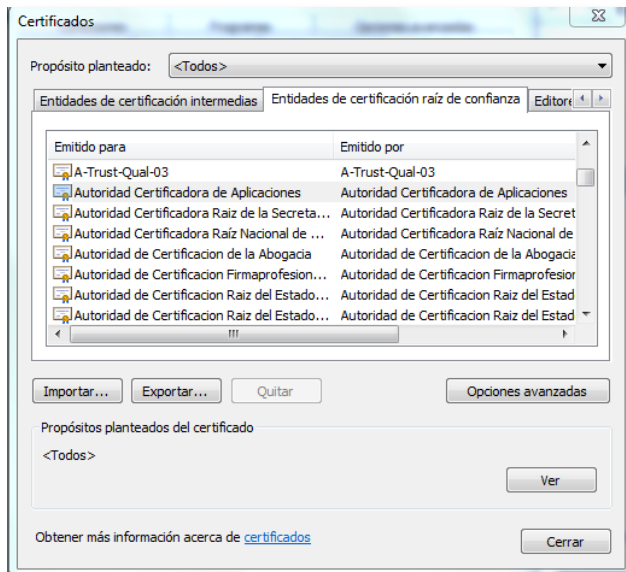 Certificados
Propósito planteado: <Todos>
Entidades de certificación intermedias Entidades de certificación raíz de confianza Editore
Emitido para Emitido por
A-Trust-Qual-03 A-Trust-Qual-03
Autoridad Certificadora de Aplicaciones Autoridad Certificadora de Aplicaciones
Autoridad Certificadora Raiz de la Secreta... Autoridad Certificadora Raiz de la Secret
Autoridad Certificadora Raíz Nacional de ... Autoridad Certificadora Raíz Nacional de
Autoridad de Certificacion de la Abogacia Autoridad de Certificacion de la Abogacia
Autoridad de Certificacion Firmaprofesion... Autoridad de Certificacion Firmaprofesion
Autoridad de Certificacion Raiz del Estado... Autoridad de Certificacion Raiz del Estad
Autoridad de Certificacion Raiz del Estado... Autoridad de Certificacion Raiz del Estad
Importar... Exportar... Quitar Opciones avanzadas
Propósitos planteados del certificado
<Todos>
Ver
Obtener más información acerca de certificados
Cerrar